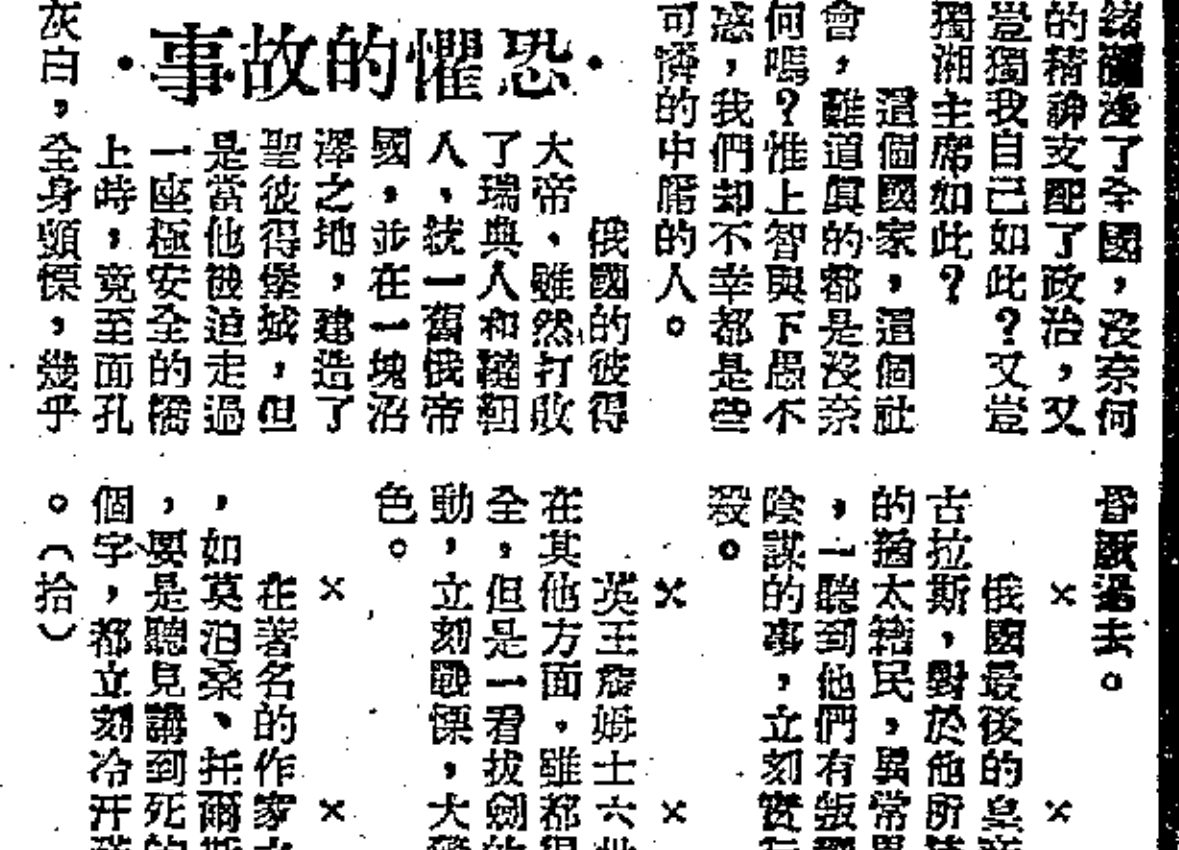 緒瀰漫了全國,沒奈何
的精神支配了政治,又
豈獨我自己如此?又豈
獨湘主席如此?
這個國家,這個社
會,難道眞的都是沒奈
何嗎?惟上智與下愚不
惑,我們却不幸都是些
可憐的中庸的人。
·恐懼的故事·
俄國的彼得
大帝,雖然打敗
了瑞典人和韃靼
人,統一舊俄帝
國,並在一塊沼
澤之地,建造了
聖彼得堡城,但
是當他被迫走過
一座極安全的橋
上時,竟至面孔
灰白,全身顫慄,幾乎
昏厥過去。
× ×
俄國最後的皇
古拉斯,對於他所
的猶太籍民,異常
,一聽到他們有叛
陰謀的事,立刻實
殺。
× ×
英王詹姆士六世
在其他方面,雖都
全,但是一看拔劍
動,立刻戰慄,大
色。
× ×
在著名的作家
,如莫泊桑、托爾斯
,要是聽見講到死的
個字,都立刻冷汗
。(拾)